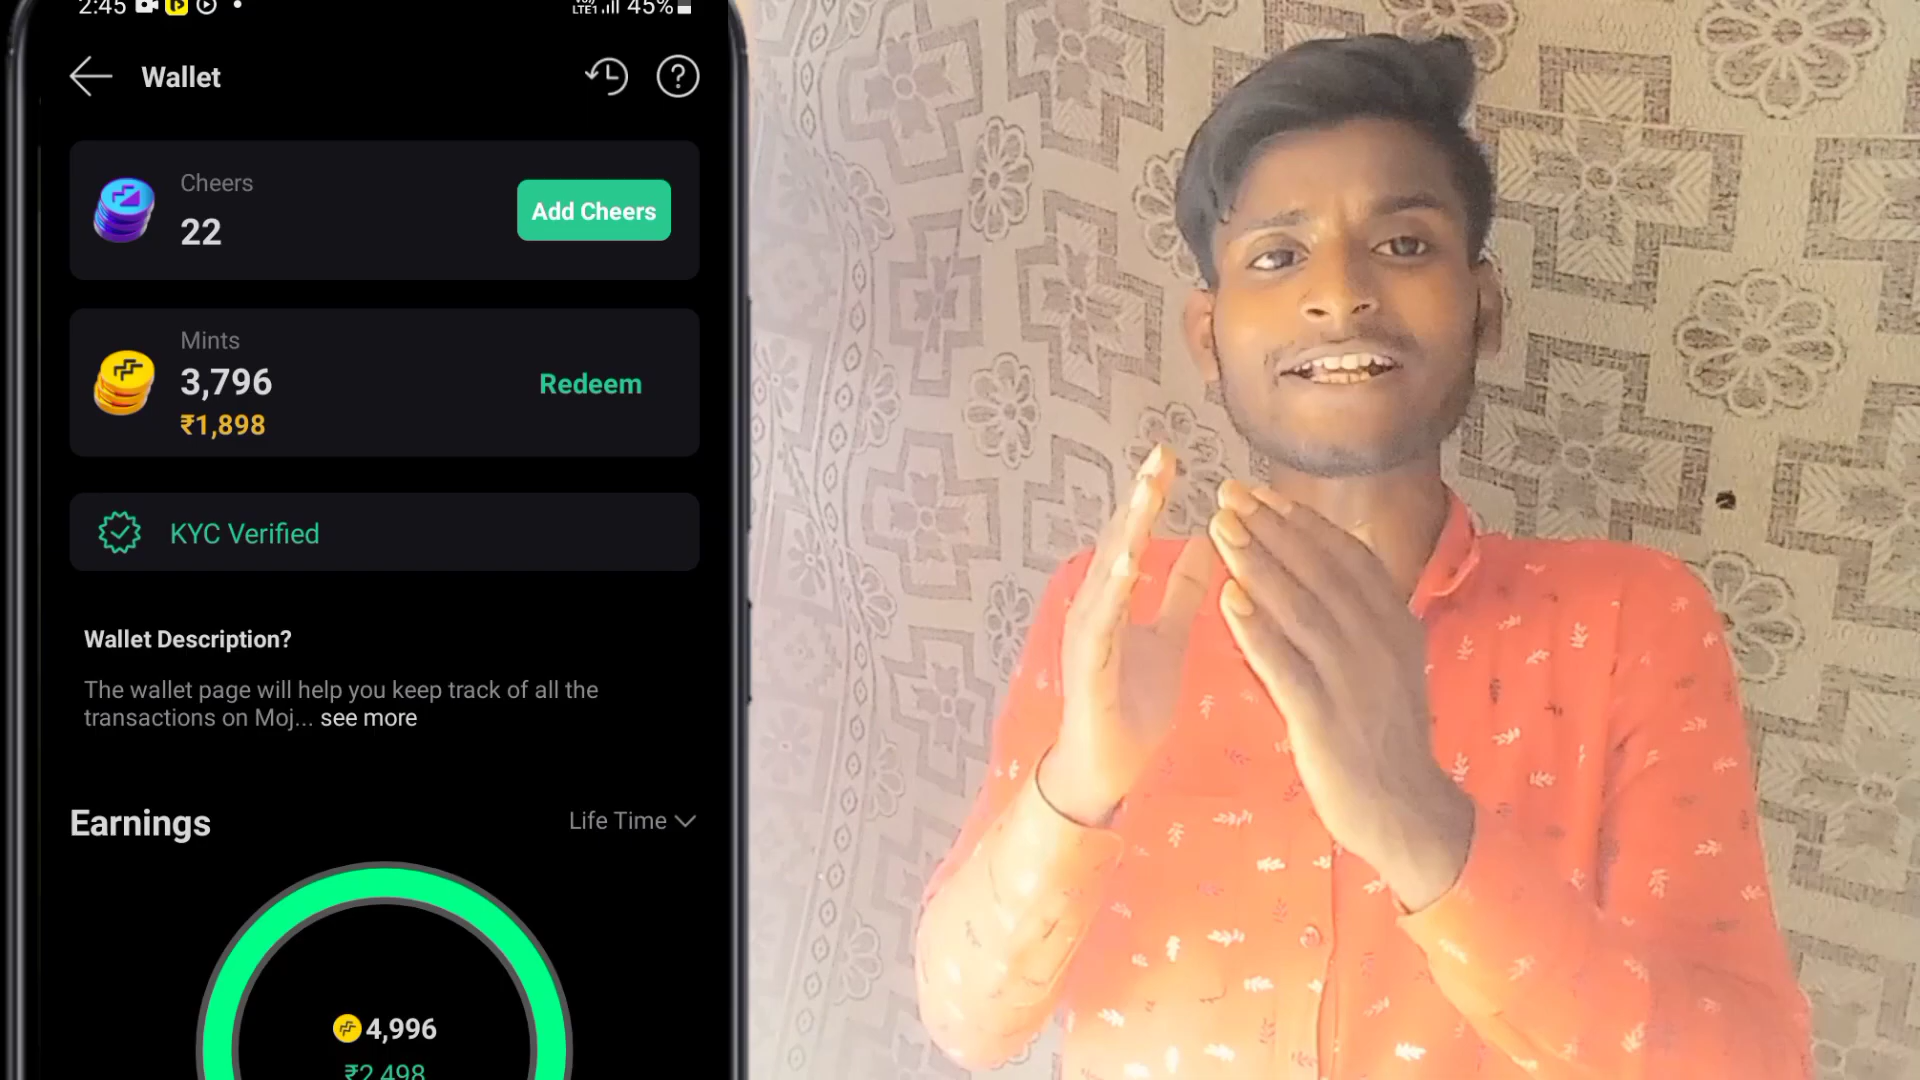 2:45
LTE1 45%
Wallet
?
Cheers
22
Add Cheers
Mints
3,796
₹1,898
Redeem
KYC Verified
Wallet Description?
The wallet page will help you keep track of all the
transactions on Moj... see more
Earnings
Life Time
4,996
₹2,498